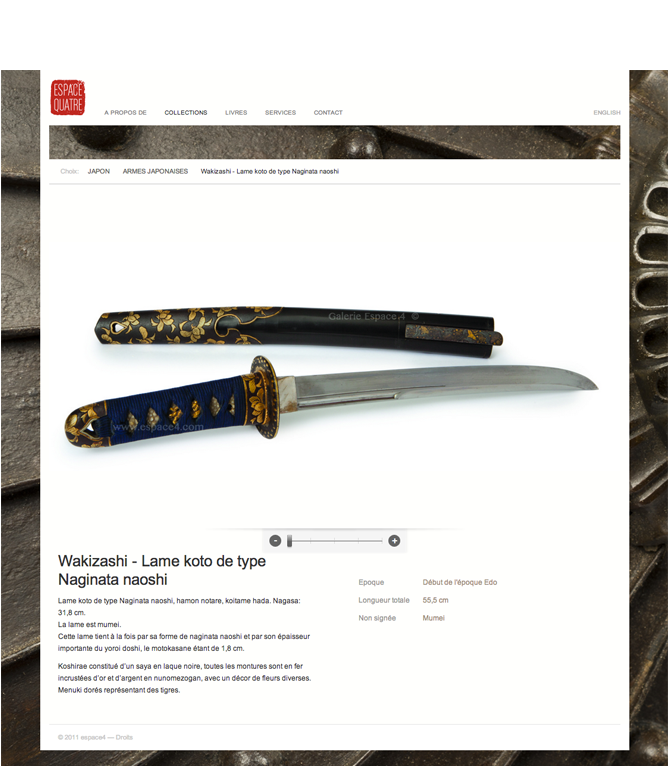 ESPACE
QUATRE
A PROPOS DE COLLECTIONS LIVRES SERVICES CONTACT ENGLISH
Choix: JAPON ARMES JAPONAISES Wakizashi - Lame koto de type Naginata naoshi
Galerie Espace4 ©
www.espace4.com
- +
Wakizashi - Lame koto de type
Naginata naoshi
Lame koto de type Naginata naoshi, hamon notare, koitame hada. Nagasa:
31,8 cm.
La lame est mumei.
Cette lame tient à la fois par sa forme de naginata naoshi et par son épaisseur
importante du yoroi doshi, le motokasane étant de 1,8 cm.
Koshirae constitué d'un saya en laque noire, toutes les montures sont en fer
incrustées d'or et d'argent en nunomezogan, avec un décor de fleurs diverses.
Menuki dorés représentant des tigres.
Epoque Début de l'époque Edo
Longueur totale 55,5 cm
Non signée Mumei
© 2011 espace4 — Droits